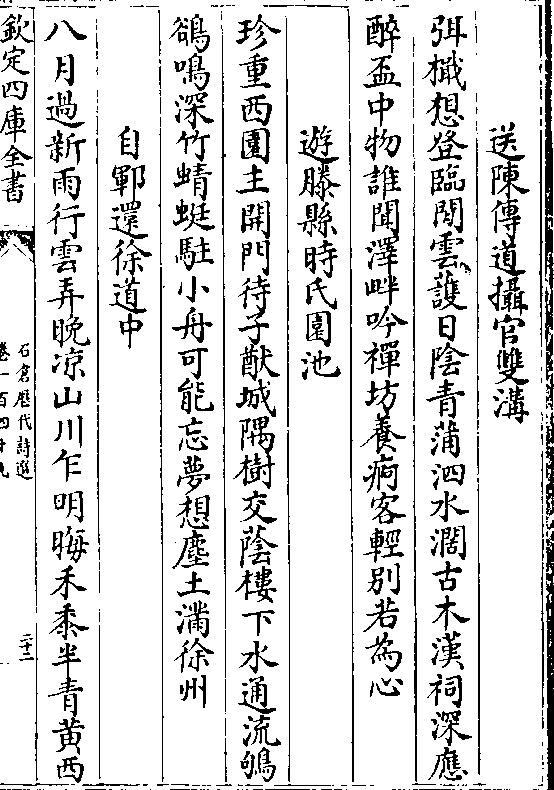 送陳傳道攝官雙溝
弭檝想登臨閟雲護日陰青蒲泗水濶古木漢祠深應
醉盃中物誰聞澤畔吟禪坊養痾客輕別若為心
遊滕縣時氏園池
珍重西園主開門待子猷城隅樹交蔭樓下水通流鳲
鵒鳴深竹蜻蜓駐小舟可能忘夢想塵土滿徐州
自鄆還徐道中
八月過新雨行雲弄晩凉山川乍明晦禾黍半青黄西
欽定四庫全書
石倉歷代詩選
卷一百四十九
二十二